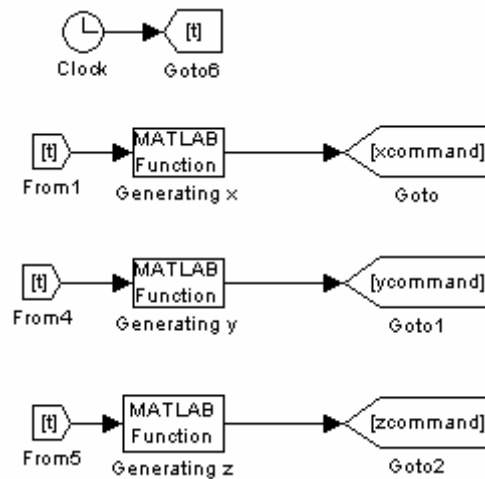 [t]
Clock
Goto6
[t]
MATLAB
Function
[xcommand]
From1
Generating x
Goto
[t]
MATLAB
Function
[ycommand]
From4
Generating y
Goto1
[t]
MATLAB
Function
[zcommand]
From5
Generating z
Goto2